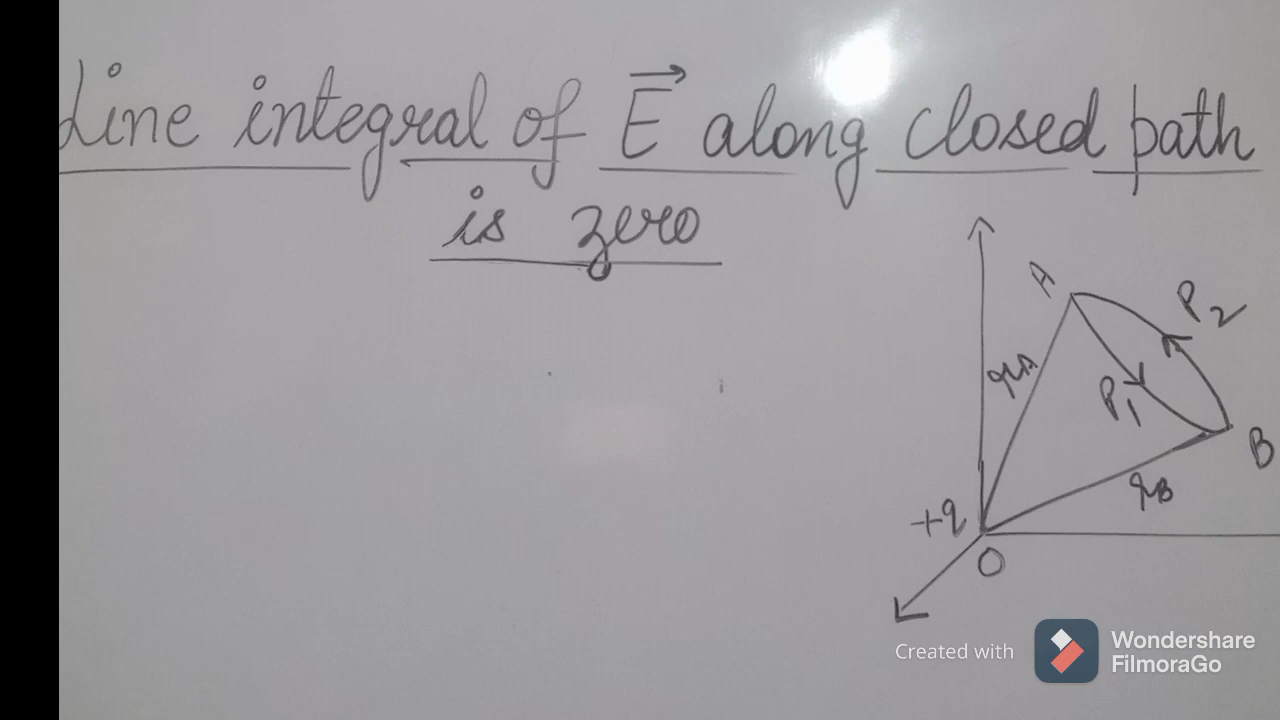 Line integral of E along closed path
is zero
A
P2
rA
P1
B
rB
+q
O
Created with
Wondershare
FilmoraGo